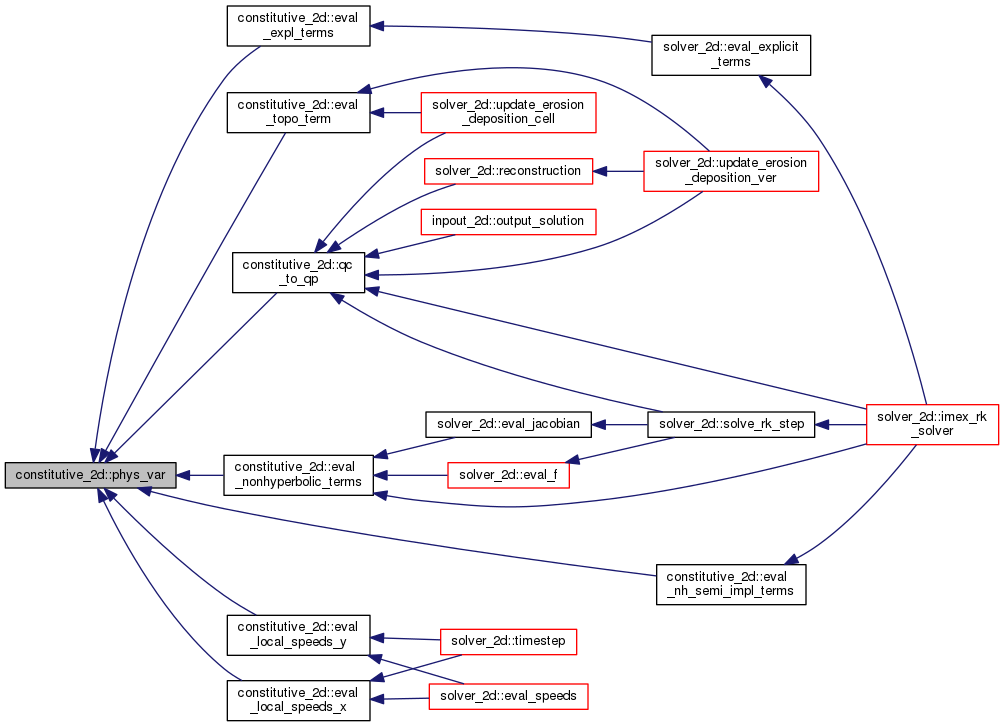 constitutive_2d::eval
_expl_terms
solver_2d::eval_explicit
_terms
constitutive_2d::eval
_topo_term
solver_2d::update_erosion
_deposition_cell
solver_2d::reconstruction
solver_2d::update_erosion
_deposition_ver
inpout_2d::output_solution
constitutive_2d::qc
_to_qp
solver_2d::eval_jacobian
solver_2d::solve_rk_step
solver_2d::imex_rk
_solver
constitutive_2d::phys_var
constitutive_2d::eval
_nonhyperbolic_terms
solver_2d::eval_f
constitutive_2d::eval
_nh_semi_impl_terms
constitutive_2d::eval
_local_speeds_y
solver_2d::timestep
constitutive_2d::eval
_local_speeds_x
solver_2d::eval_speeds